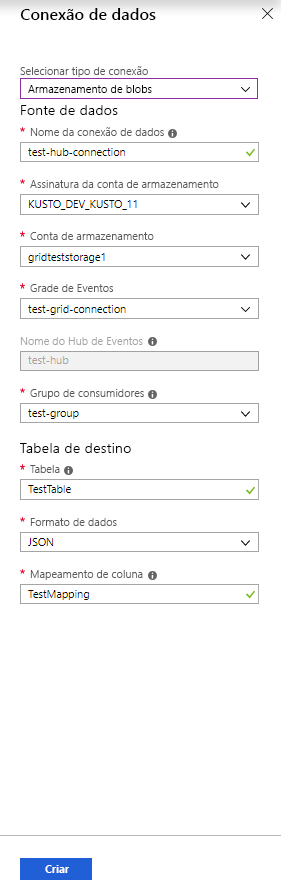 Conexão de dados
Selecionar tipo de conexão
Armazenamento de blobs
Fonte de dados
* Nome da conexão de dados
test-hub-connection
* Assinatura da conta de armazenamento
KUSTO_DEV_KUSTO_11
* Conta de armazenamento
gridteststorage1
* Grade de Eventos
test-grid-connection
Nome do Hub de Eventos
test-hub
* Grupo de consumidores
test-group
Tabela de destino
* Tabela
TestTable
* Formato de dados
JSON
* Mapeamento de coluna
TestMapping
Criar